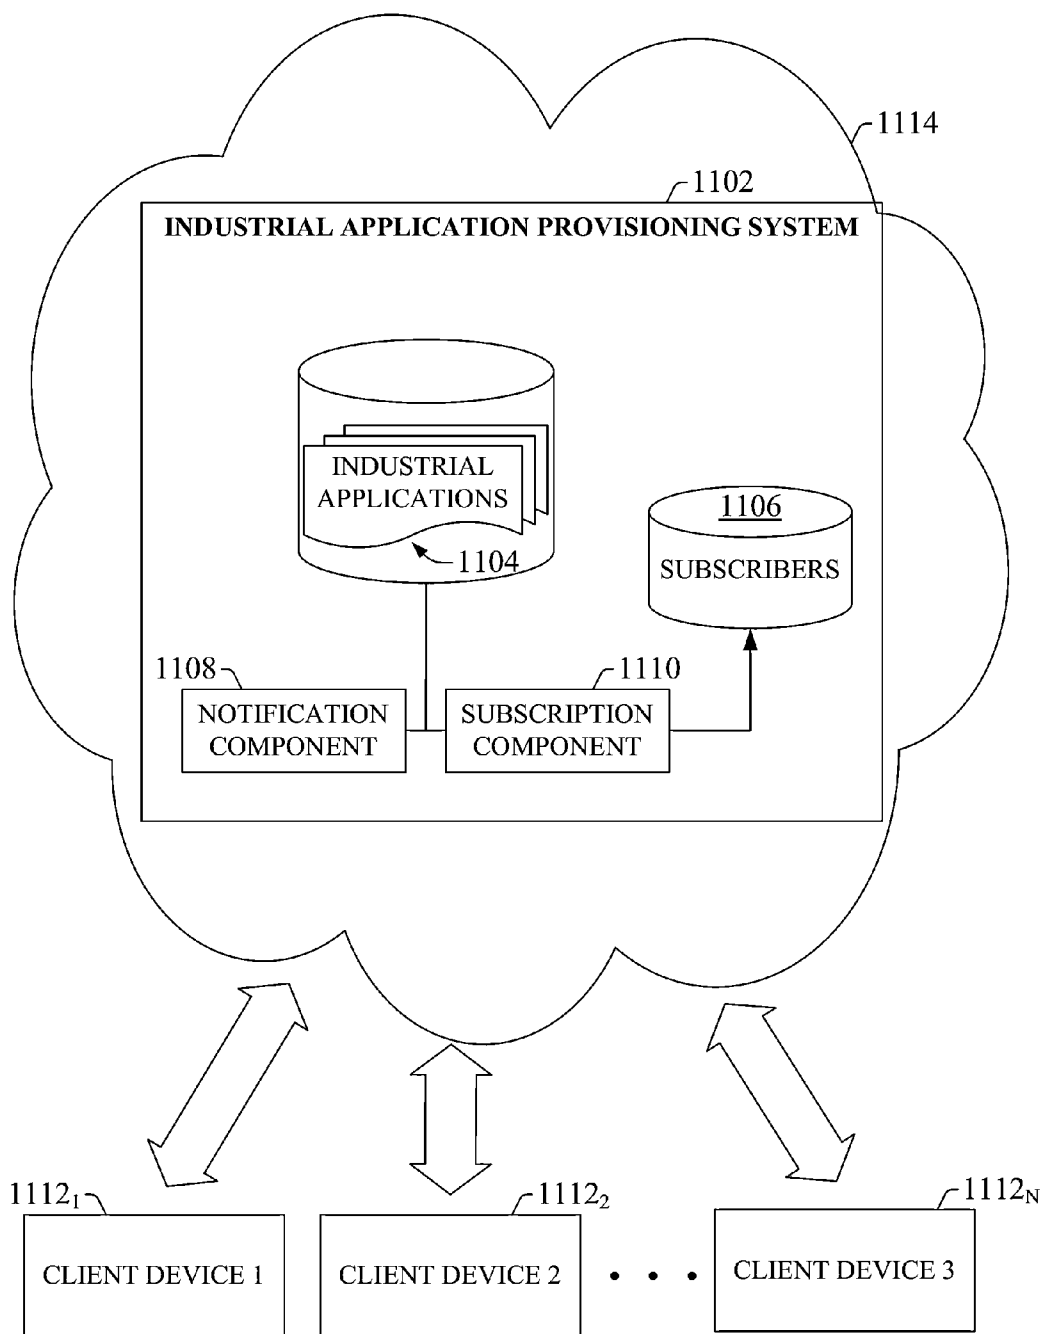 1114
1102
INDUSTRIAL APPLICATION PROVISIONING SYSTEM
INDUSTRIAL
APPLICATIONS
1104
1106
SUBSCRIBERS
1108
NOTIFICATION
COMPONENT
1110
SUBSCRIPTION
COMPONENT
1112₁
CLIENT DEVICE 1
1112₂
CLIENT DEVICE 2
• • •
1112N
CLIENT DEVICE 3